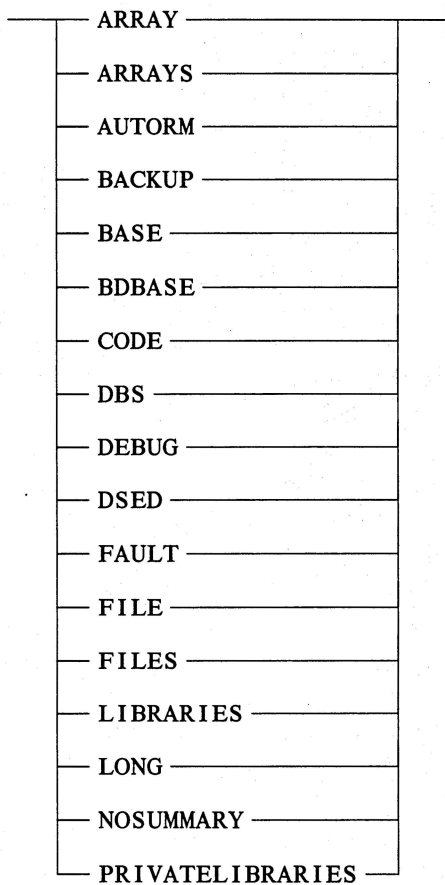 ARRAY
ARRAYS
AUTORM
BACKUP
BASE
BDBASE
CODE
DBS
DEBUG
DSED
FAULT
FILE
FILES
LIBRARIES
LONG
NOSUMMARY
PRIVATELIBRARIES